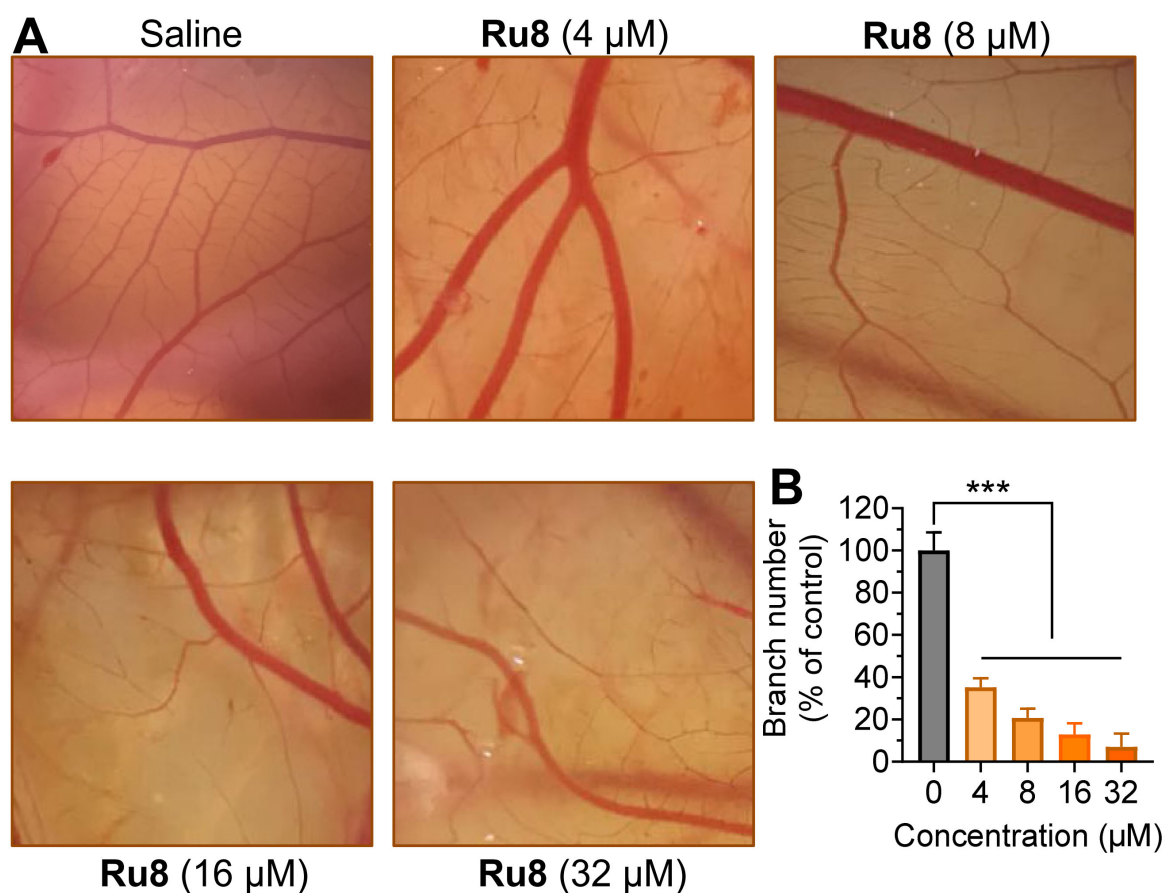 A
Saline
Ru8 (4 µM)
Ru8 (8 µM)
Ru8 (16 µM)
Ru8 (32 µM)
B
***
Branch number
(% of control)
120
100
80
60
40
20
0
0 4 8 16 32
Concentration (µM)